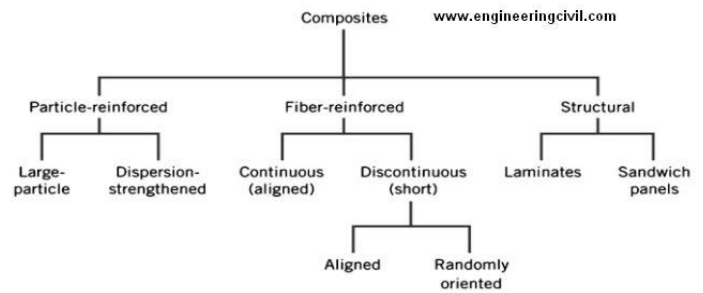 Composites
www.engineeringcivil.com
Particle-reinforced
Fiber-reinforced
Structural
Large-
particle
Dispersion-
strengthened
Continuous
(aligned)
Discontinuous
(short)
Laminates
Sandwich
panels
Aligned
Randomly
oriented